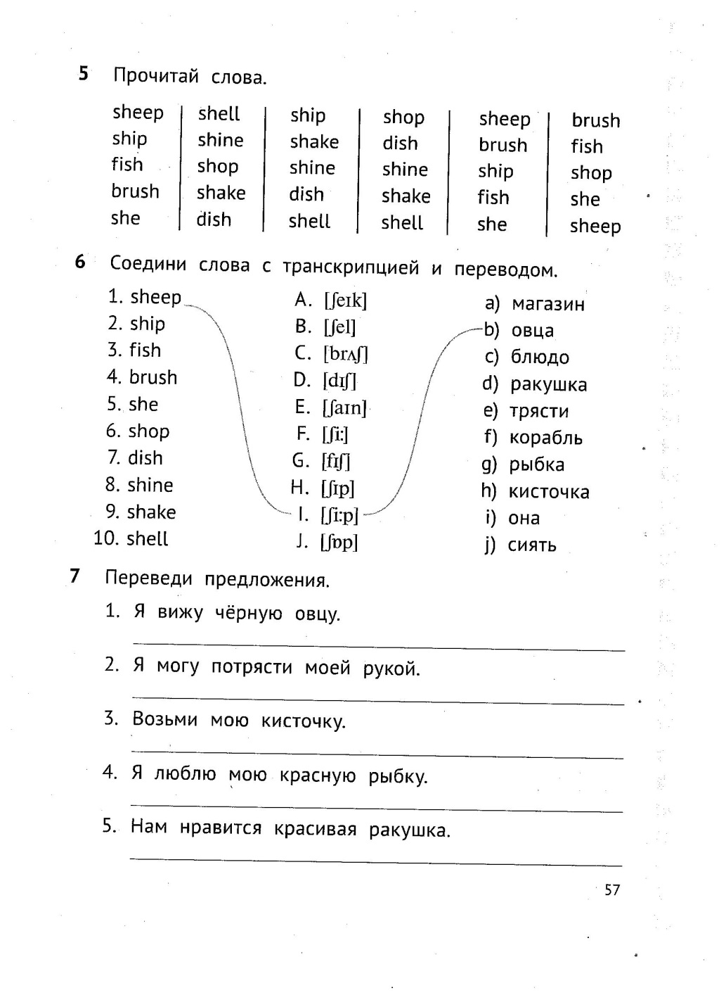 5 Прочитай слова.
sheep shell ship shop sheep brush
ship shine shake dish brush fish
fish shop shine shine ship shop
brush shake dish shake fish she
she dish shell shell she sheep
6 Соедини слова с транскрипцией и переводом.
1. sheep A. [ʃeɪk] a) магазин
2. ship B. [ʃel] b) овца
3. fish C. [brʌʃ] c) блюдо
4. brush D. [dɪʃ] d) ракушка
5. she E. [ʃaɪn] e) трясти
6. shop F. [ʃi:] f) корабль
7. dish G. [fɪʃ] g) рыбка
8. shine H. [ʃɪp] h) кисточка
9. shake I. [ʃi:p] i) она
10. shell J. [ʃɒp] j) сиять
7 Переведи предложения.
1. Я вижу чёрную овцу.
2. Я могу потрясти моей рукой.
3. Возьми мою кисточку.
4. Я люблю мою красную рыбку.
5. Нам нравится красивая ракушка.
57